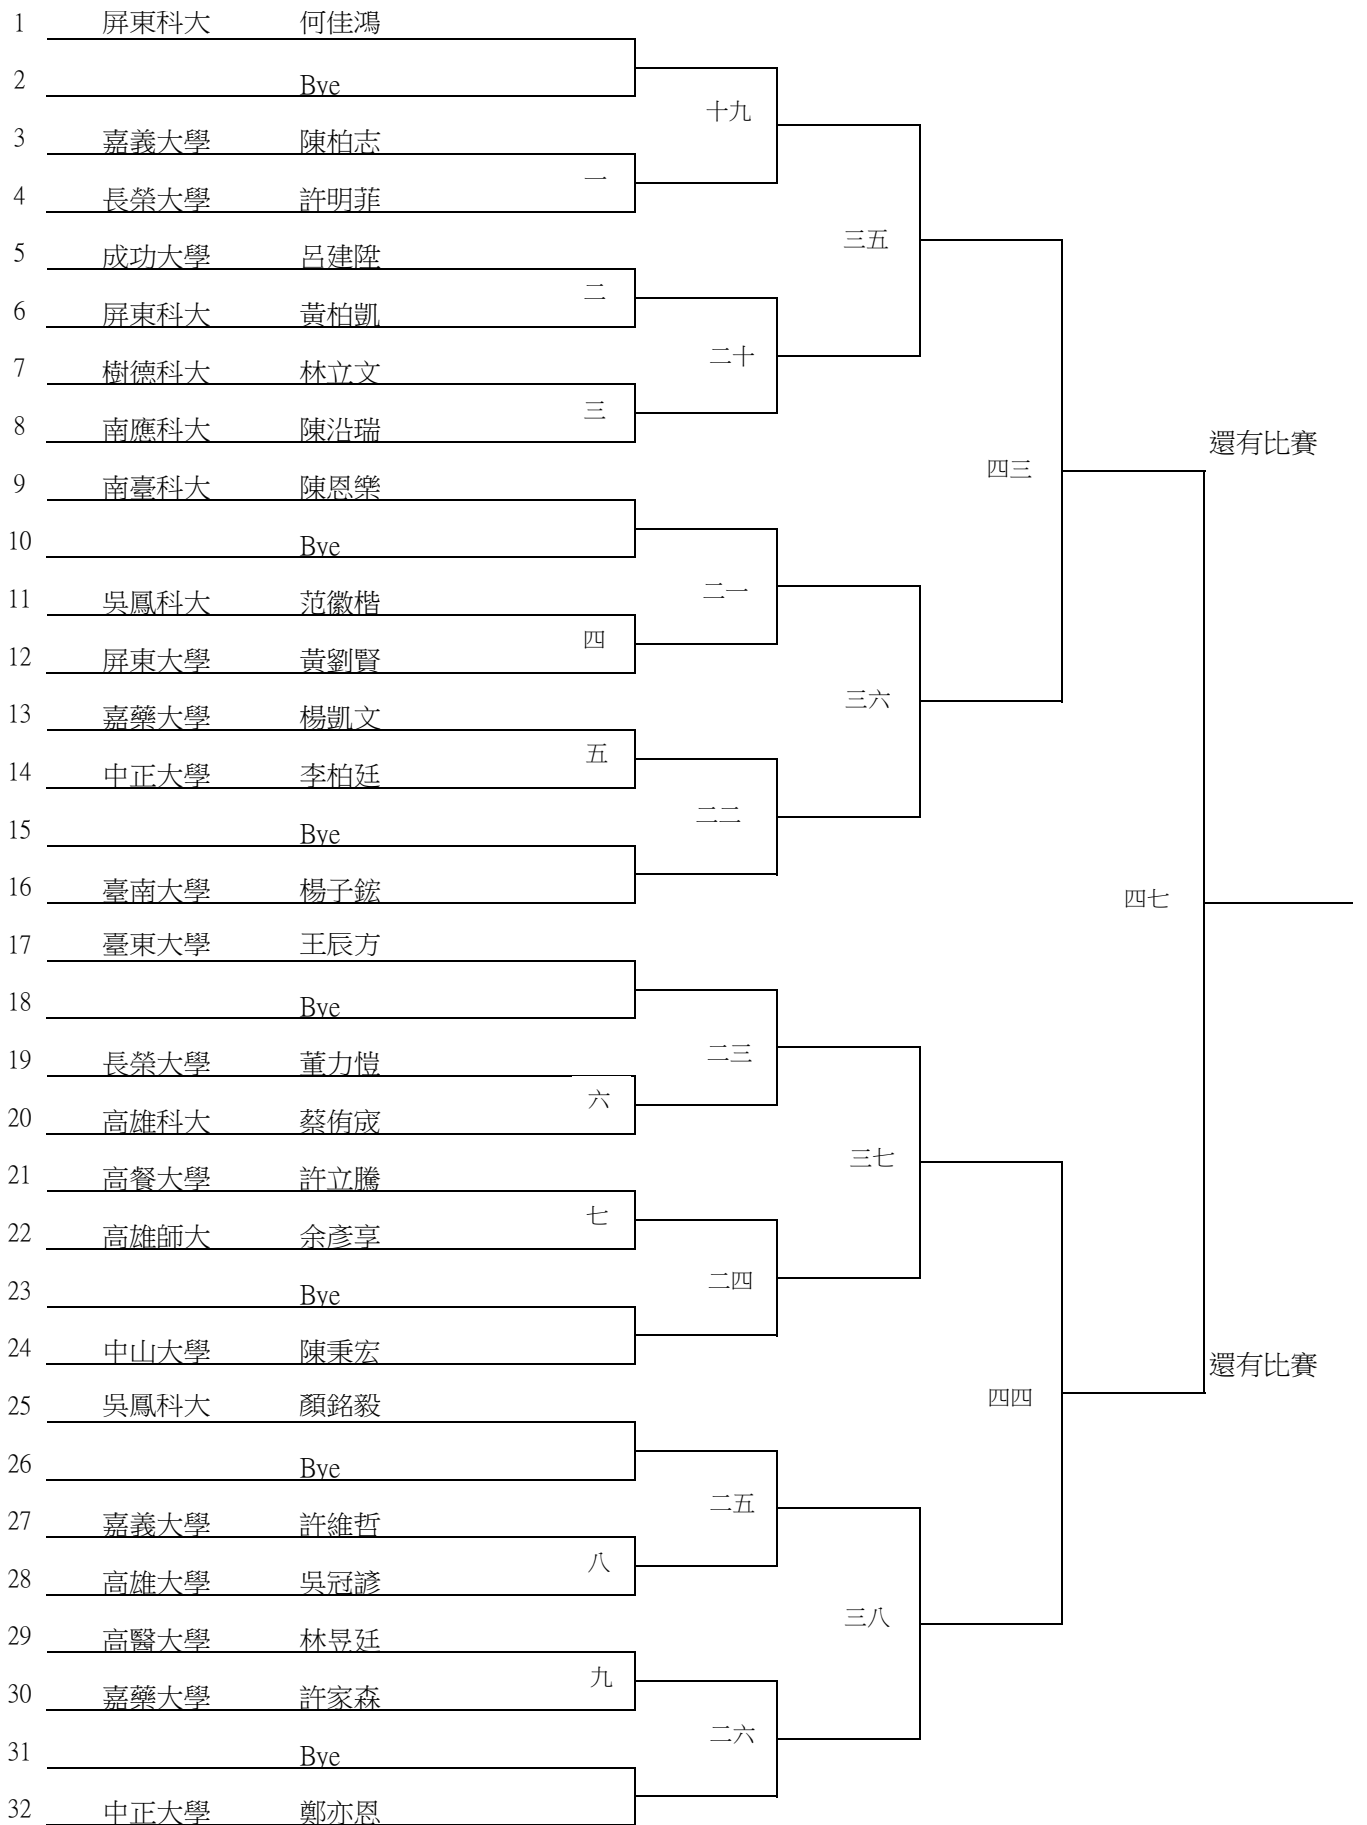 1 屏東科大 何佳鴻
2 Bye
十九
3 嘉義大學 陳柏志
一
4 長榮大學 許明菲
三五
5 成功大學 呂建陞
二
6 屏東科大 黃柏凱
二十
7 樹德科大 林立文
三
8 南應科大 陳沿瑞
還有比賽
四三
9 南臺科大 陳恩樂
10 Bye
二一
11 吳鳳科大 范徽楷
四
12 屏東大學 黃劉賢
三六
13 嘉藥大學 楊凱文
五
14 中正大學 李柏廷
二二
15 Bye
16 臺南大學 楊子鋐
四七
17 臺東大學 王辰方
18 Bye
二三
19 長榮大學 董力愷
六
20 高雄科大 蔡侑宬
三七
21 高餐大學 許立騰
七
22 高雄師大 余彥享
二四
23 Bye
24 中山大學 陳秉宏
還有比賽
四四
25 吳鳳科大 顏銘毅
26 Bye
二五
27 嘉義大學 許維哲
八
28 高雄大學 吳冠諺
三八
29 高醫大學 林昱廷
九
30 嘉藥大學 許家森
二六
31 Bye
32 中正大學 鄭亦恩